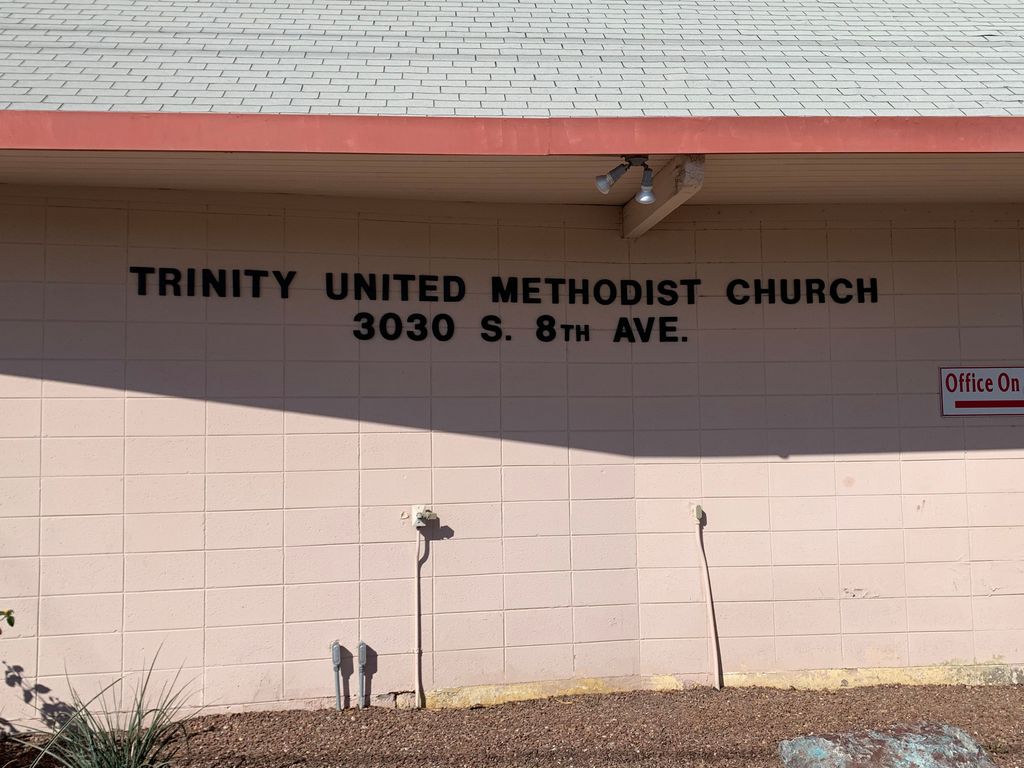 TRINITY UNITED METHODIST CHURCH
3030 S. 8TH AVE.
Office On